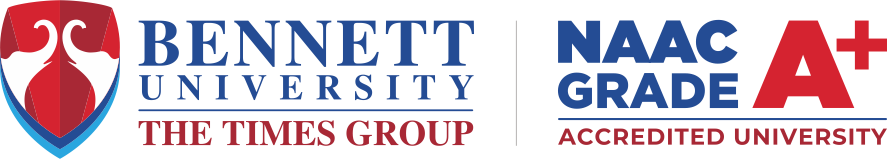 BENNETT
UNIVERSITY
THE TIMES GROUP
NAAC
GRADE A+
ACCREDITED UNIVERSITY